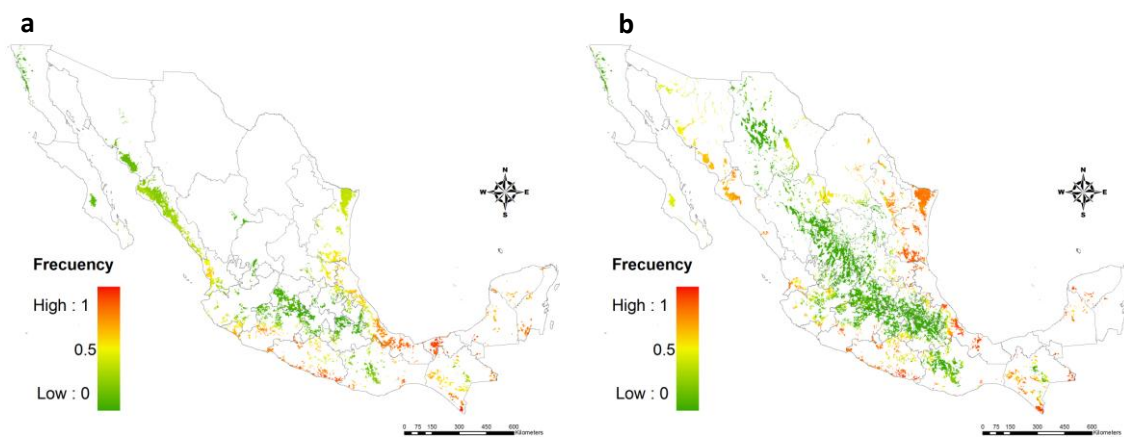 a
N
W E
S
Frecuency
High : 1
0.5
Low : 0
0 75 150 300 450 600
Kilometers
b
N
W E
S
Frecuency
High : 1
0.5
Low : 0
0 75 150 300 450 600
Kilometers